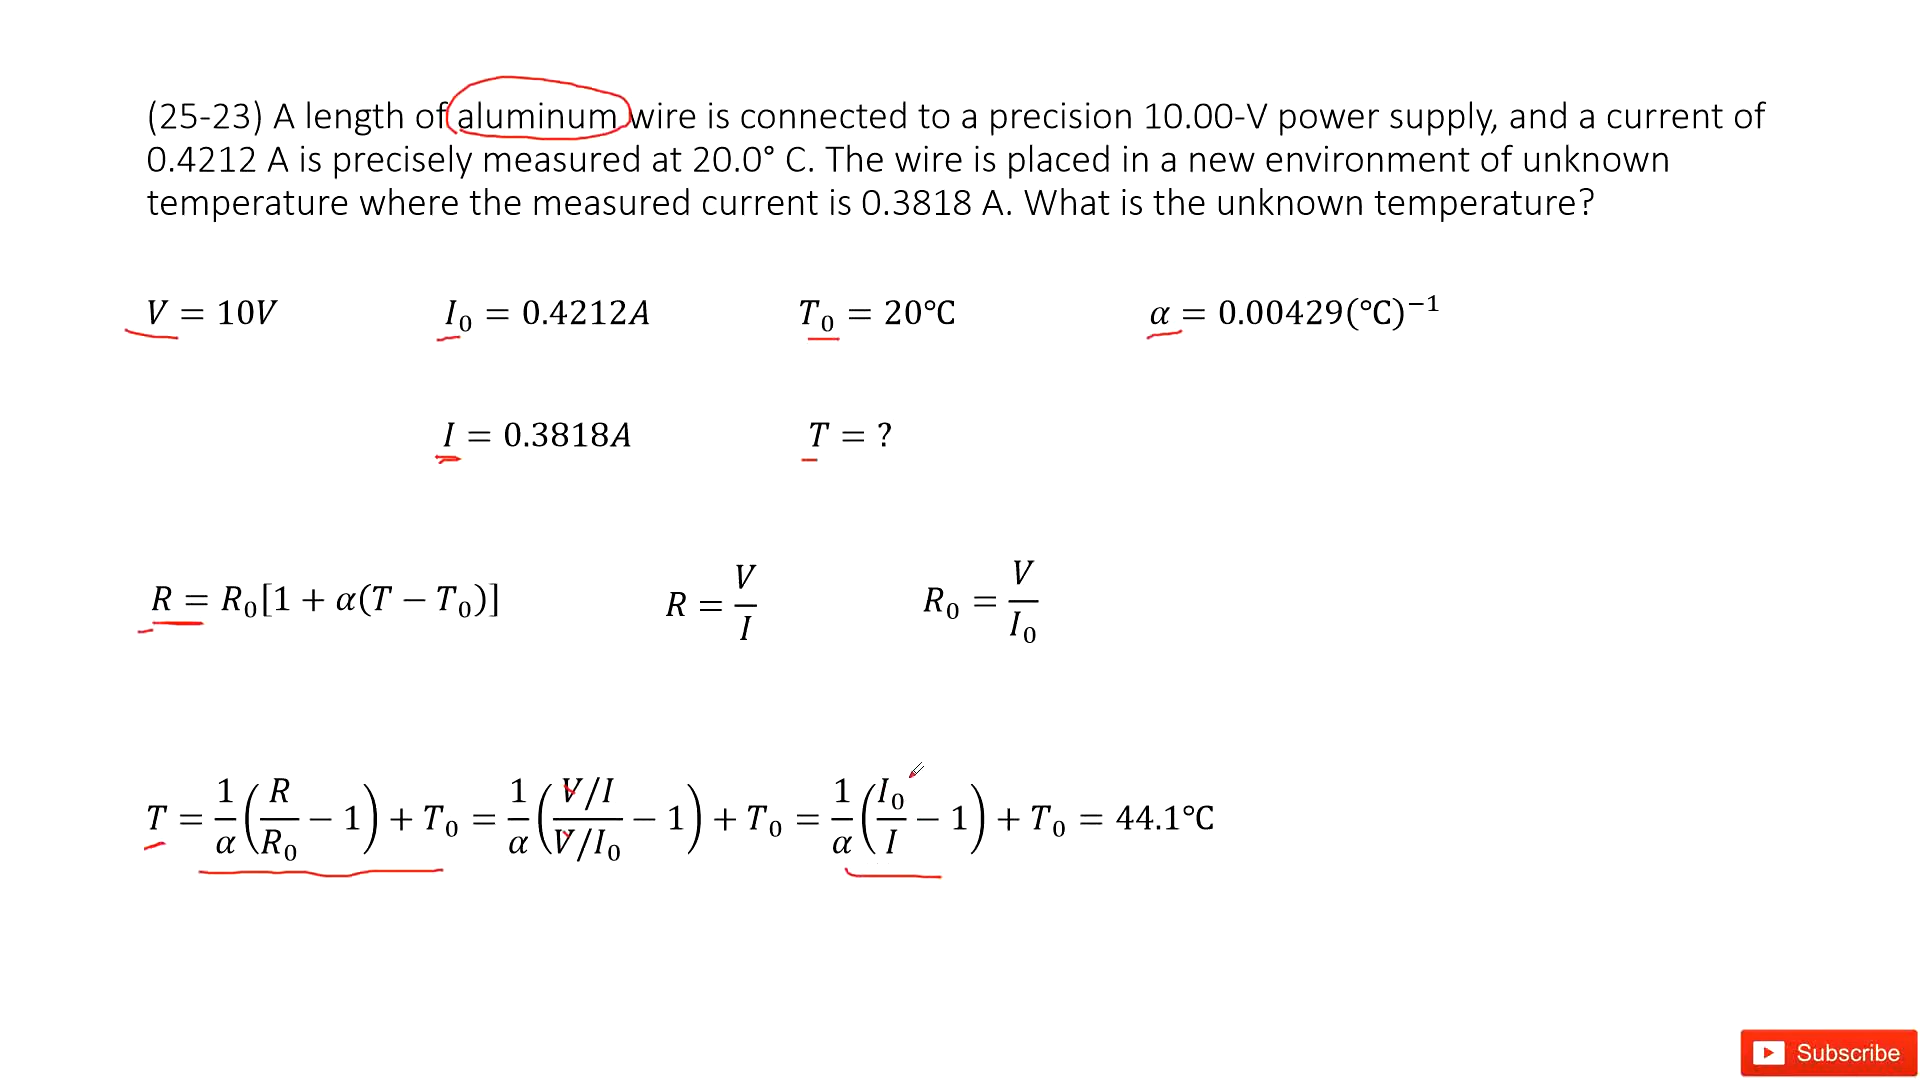 (25-23) A length of aluminum wire is connected to a precision 10.00-V power supply, and a current of
0.4212 A is precisely measured at 20.0° C. The wire is placed in a new environment of unknown
temperature where the measured current is 0.3818 A. What is the unknown temperature?
V = 10V I₀ = 0.4212A T₀ = 20℃ α = 0.00429(℃)⁻¹
I = 0.3818A T = ?
R = R₀[1 + α(T − T₀)] R = V/I R₀ = V/I₀
T = 1/α (R/R₀ − 1) + T₀ = 1/α ((V/I)/(V/I₀) − 1) + T₀ = 1/α (I₀/I − 1) + T₀ = 44.1℃
Subscribe